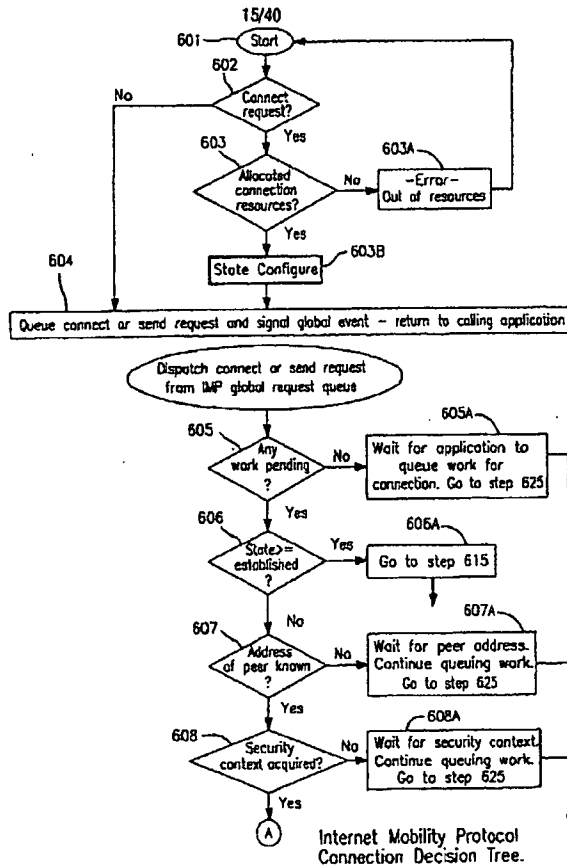 15/40
601
Start
602
No
Connect
request?
Yes
603
Allocated
connection
resources?
No
603A
-Error-
Out of resources
Yes
603B
State Configure
604
Queue connect or send request and signal global event - return to calling application
Dispatch connect or send request
from IMP global request queue
605
Any
work pending
?
No
605A
Wait for application to
queue work for
connection. Go to step 625
Yes
606
State>=
established
?
Yes
606A
Go to step 615
No
607
Address
of peer known
?
No
607A
Wait for peer address.
Continue queuing work.
Go to step 625
Yes
608
Security
context acquired?
No
608A
Wait for security context.
Continue queuing work.
Go to step 625
Yes
A
Internet Mobility Protocol
Connection Decision Tree.